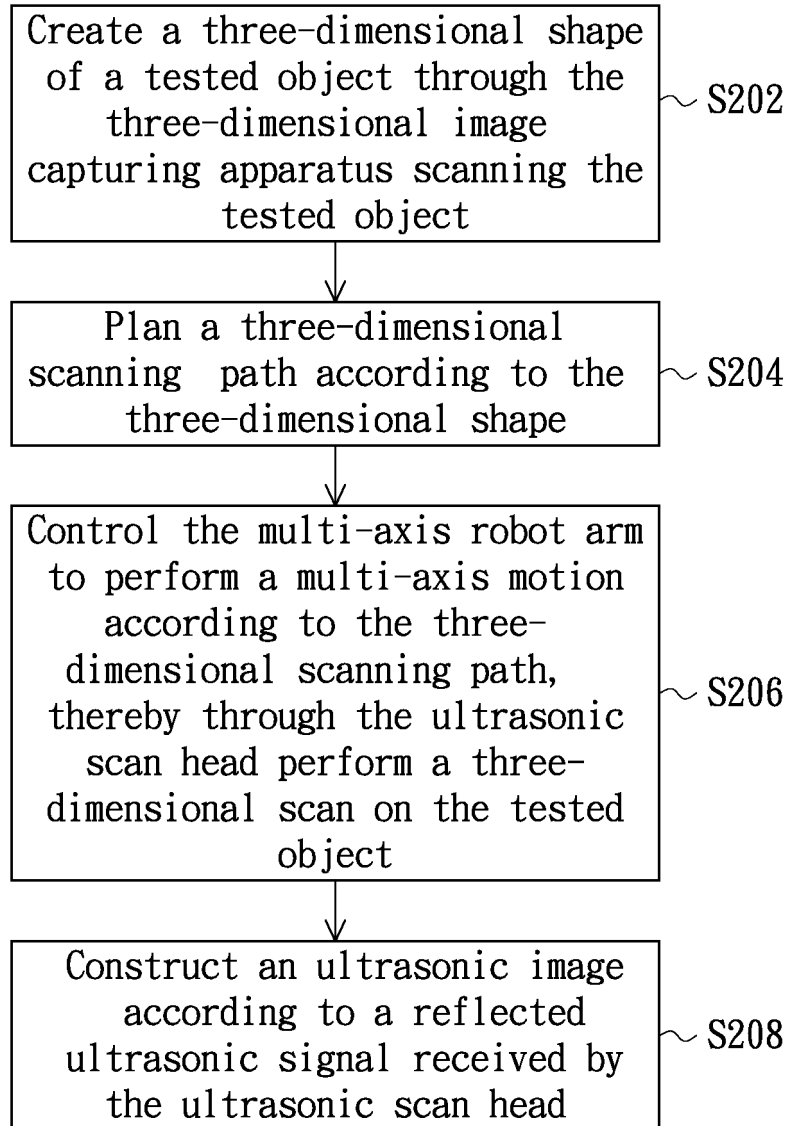 Create a three-dimensional shape
of a tested object through the
three-dimensional image
capturing apparatus scanning the
tested object
S202
Plan a three-dimensional
scanning path according to the
three-dimensional shape
S204
Control the multi-axis robot arm
to perform a multi-axis motion
according to the three-
dimensional scanning path,
thereby through the ultrasonic
scan head perform a three-
dimensional scan on the tested
object
S206
Construct an ultrasonic image
according to a reflected
ultrasonic signal received by
the ultrasonic scan head
S208